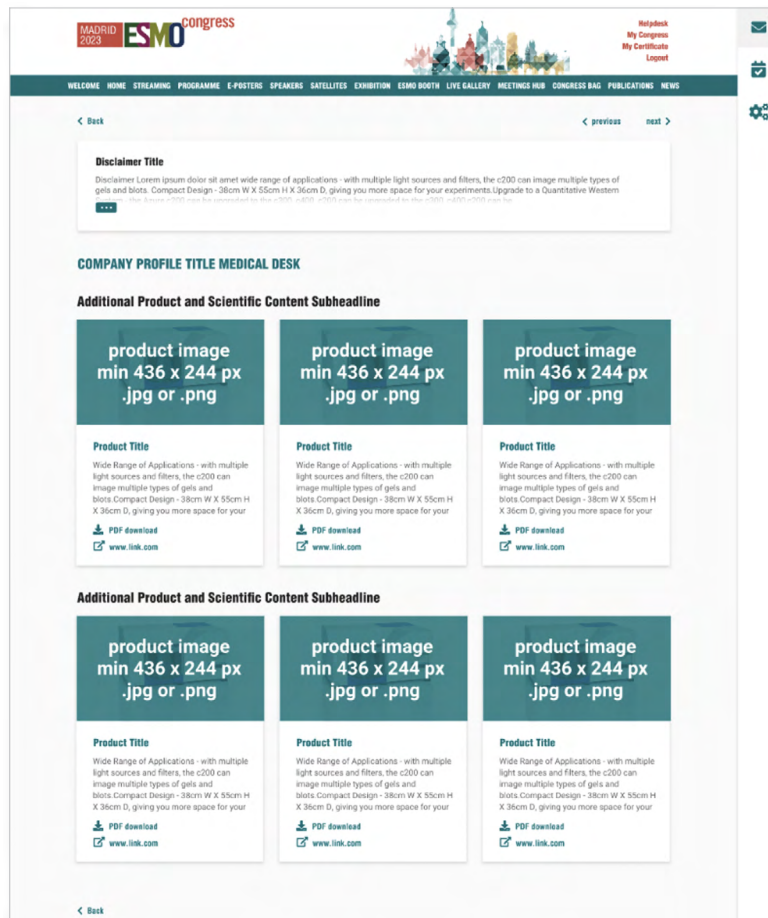 MADRID
2023
ESMO congress
Helpdesk
My Congress
My Certificate
Logout
WELCOME HOME STREAMING PROGRAMME E-POSTERS SPEAKERS SATELLITES EXHIBITION ESMO BOOTH LIVE GALLERY MEETINGS HUB CONGRESS BAG PUBLICATIONS NEWS
Back
previous next
Disclaimer Title
Disclaimer Lorem ipsum dolor sit amet wide range of applications - with multiple light sources and filters, the c200 can image multiple types of
gels and blots. Compact Design - 38cm W X 55cm H X 36cm D, giving you more space for your experiments.Upgrade to a Quantitative Western
COMPANY PROFILE TITLE MEDICAL DESK
Additional Product and Scientific Content Subheadline
product image
min 436 x 244 px
.jpg or .png
Product Title
Wide Range of Applications - with multiple
light sources and filters, the c200 can
image multiple types of gels and
blots.Compact Design - 38cm W X 55cm H
X 36cm D, giving you more space for your
PDF download
www.link.com
product image
min 436 x 244 px
.jpg or .png
Product Title
Wide Range of Applications - with multiple
light sources and filters, the c200 can
image multiple types of gels and
blots.Compact Design - 38cm W X 55cm H
X 36cm D, giving you more space for your
PDF download
www.link.com
product image
min 436 x 244 px
.jpg or .png
Product Title
Wide Range of Applications - with multiple
light sources and filters, the c200 can
image multiple types of gels and
blots.Compact Design - 38cm W X 55cm H
X 36cm D, giving you more space for your
PDF download
www.link.com
Additional Product and Scientific Content Subheadline
product image
min 436 x 244 px
.jpg or .png
Product Title
Wide Range of Applications - with multiple
light sources and filters, the c200 can
image multiple types of gels and
blots.Compact Design - 38cm W X 55cm H
X 36cm D, giving you more space for your
PDF download
www.link.com
product image
min 436 x 244 px
.jpg or .png
Product Title
Wide Range of Applications - with multiple
light sources and filters, the c200 can
image multiple types of gels and
blots.Compact Design - 38cm W X 55cm H
X 36cm D, giving you more space for your
PDF download
www.link.com
product image
min 436 x 244 px
.jpg or .png
Product Title
Wide Range of Applications - with multiple
light sources and filters, the c200 can
image multiple types of gels and
blots.Compact Design - 38cm W X 55cm H
X 36cm D, giving you more space for your
PDF download
www.link.com
Back